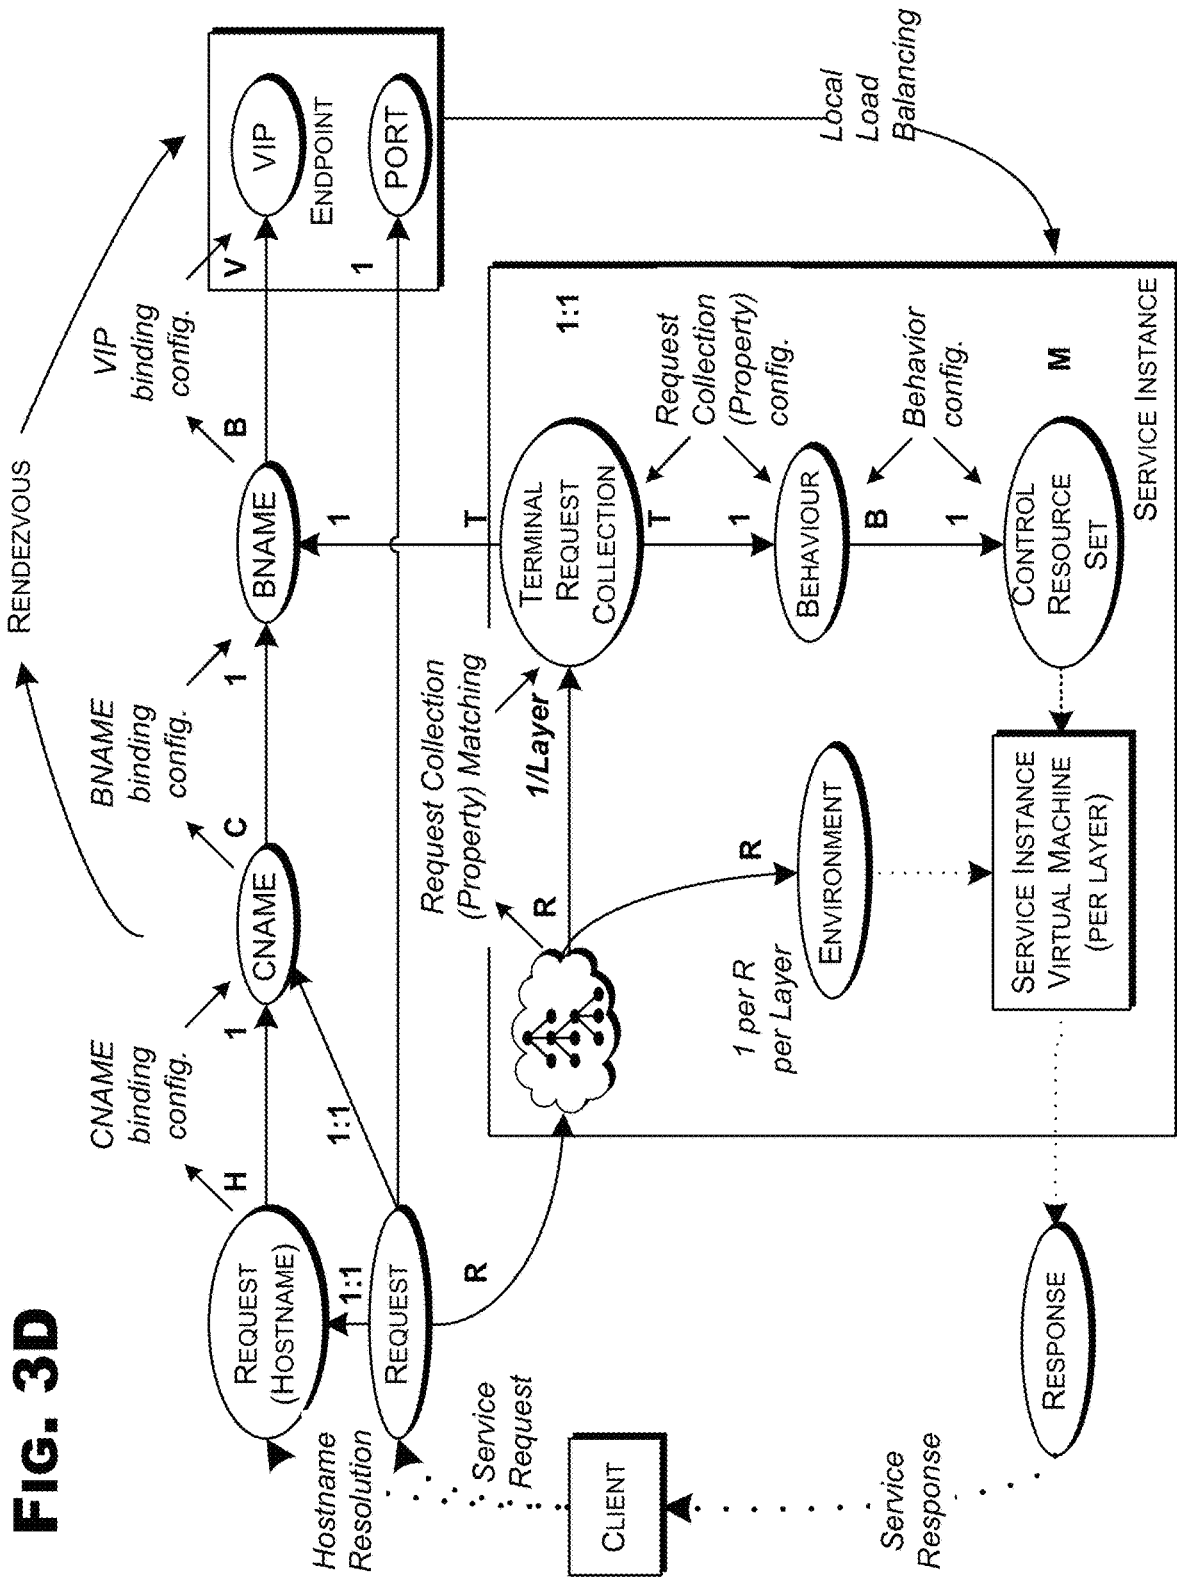 FIG. 3D
RENDEZVOUS
CNAME
binding
config.
BNAME
binding
config.
VIP
binding
config.
REQUEST
(HOSTNAME)
H
1
CNAME
C
1
BNAME
B
V
VIP
ENDPOINT
PORT
1
1:1
1:1
REQUEST
R
Hostname
Resolution
Service
Request
CLIENT
Service
Response
RESPONSE
Local
Load
Balancing
1
T
Request Collection
(Property) Matching
R
1/Layer
TERMINAL
REQUEST
COLLECTION
1:1
T
1
Request
Collection
(Property)
config.
BEHAVIOUR
B
1
Behavior
config.
CONTROL
RESOURCE
SET
M
R
1 per R
per Layer
ENVIRONMENT
SERVICE INSTANCE
VIRTUAL MACHINE
(PER LAYER)
SERVICE INSTANCE